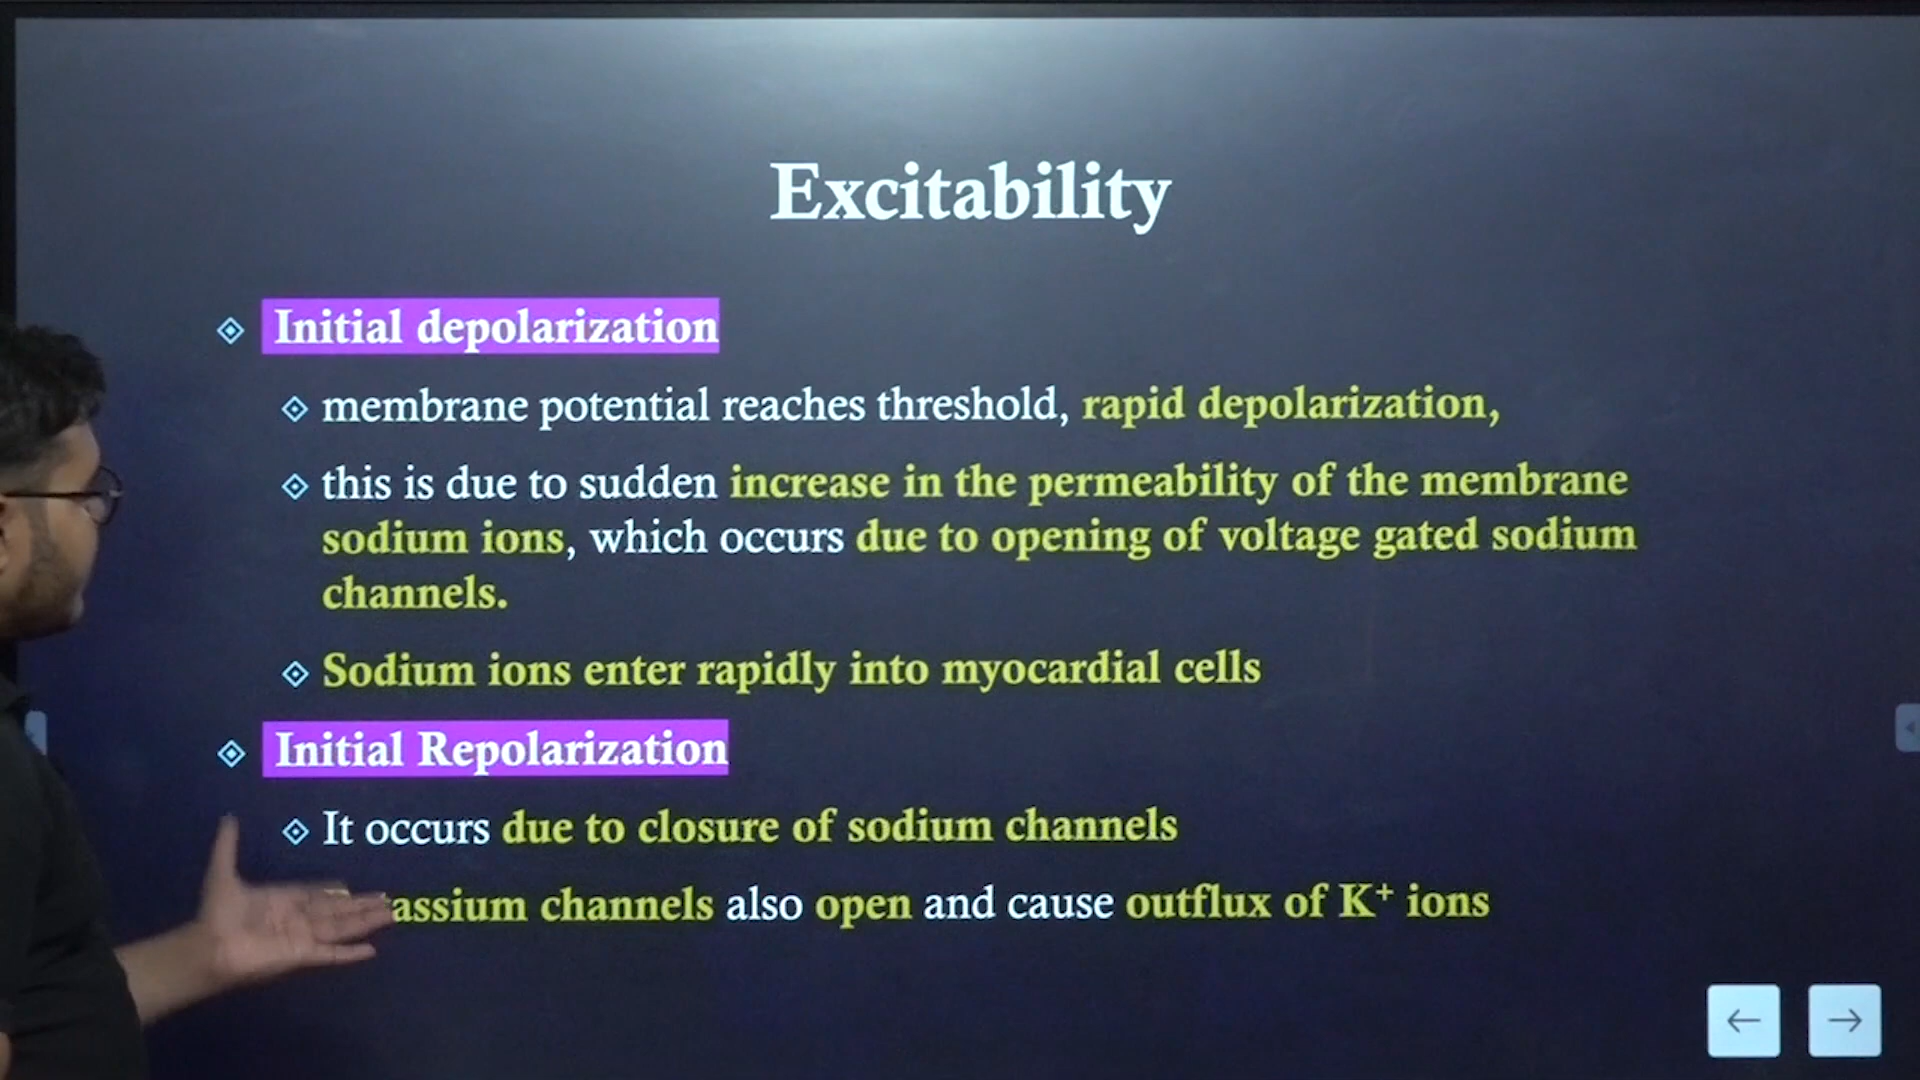 Excitability
Initial depolarization
membrane potential reaches threshold, rapid depolarization,
this is due to sudden increase in the permeability of the membrane
sodium ions, which occurs due to opening of voltage gated sodium
channels.
Sodium ions enter rapidly into myocardial cells
Initial Repolarization
It occurs due to closure of sodium channels
channels also open and cause outflux of K⁺ ions